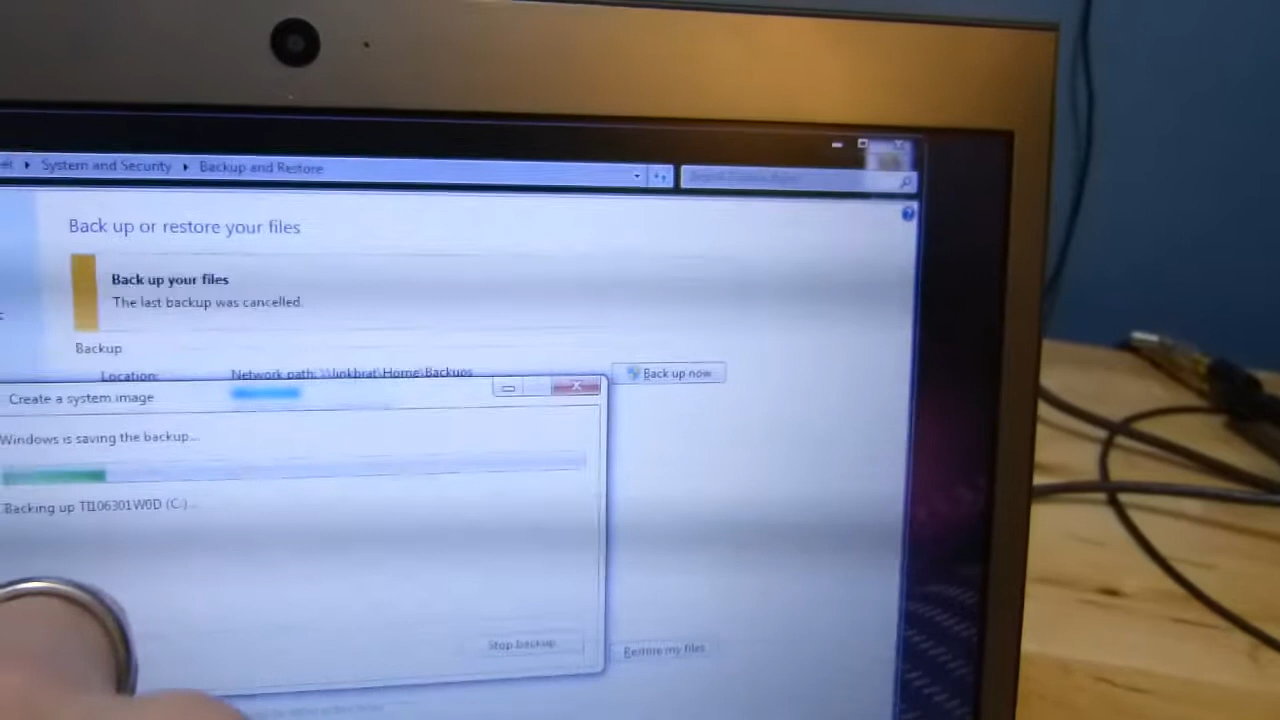 System and Security ▸ Backup and Restore
Back up or restore your files
Back up your files
The last backup was cancelled.
Backup
Location: Network path: \\linkbrat\Home\Backups
Back up now
Create a system image
Windows is saving the backup...
Backing up TI106301W0D (C:)...
Stop backup
Restore my files